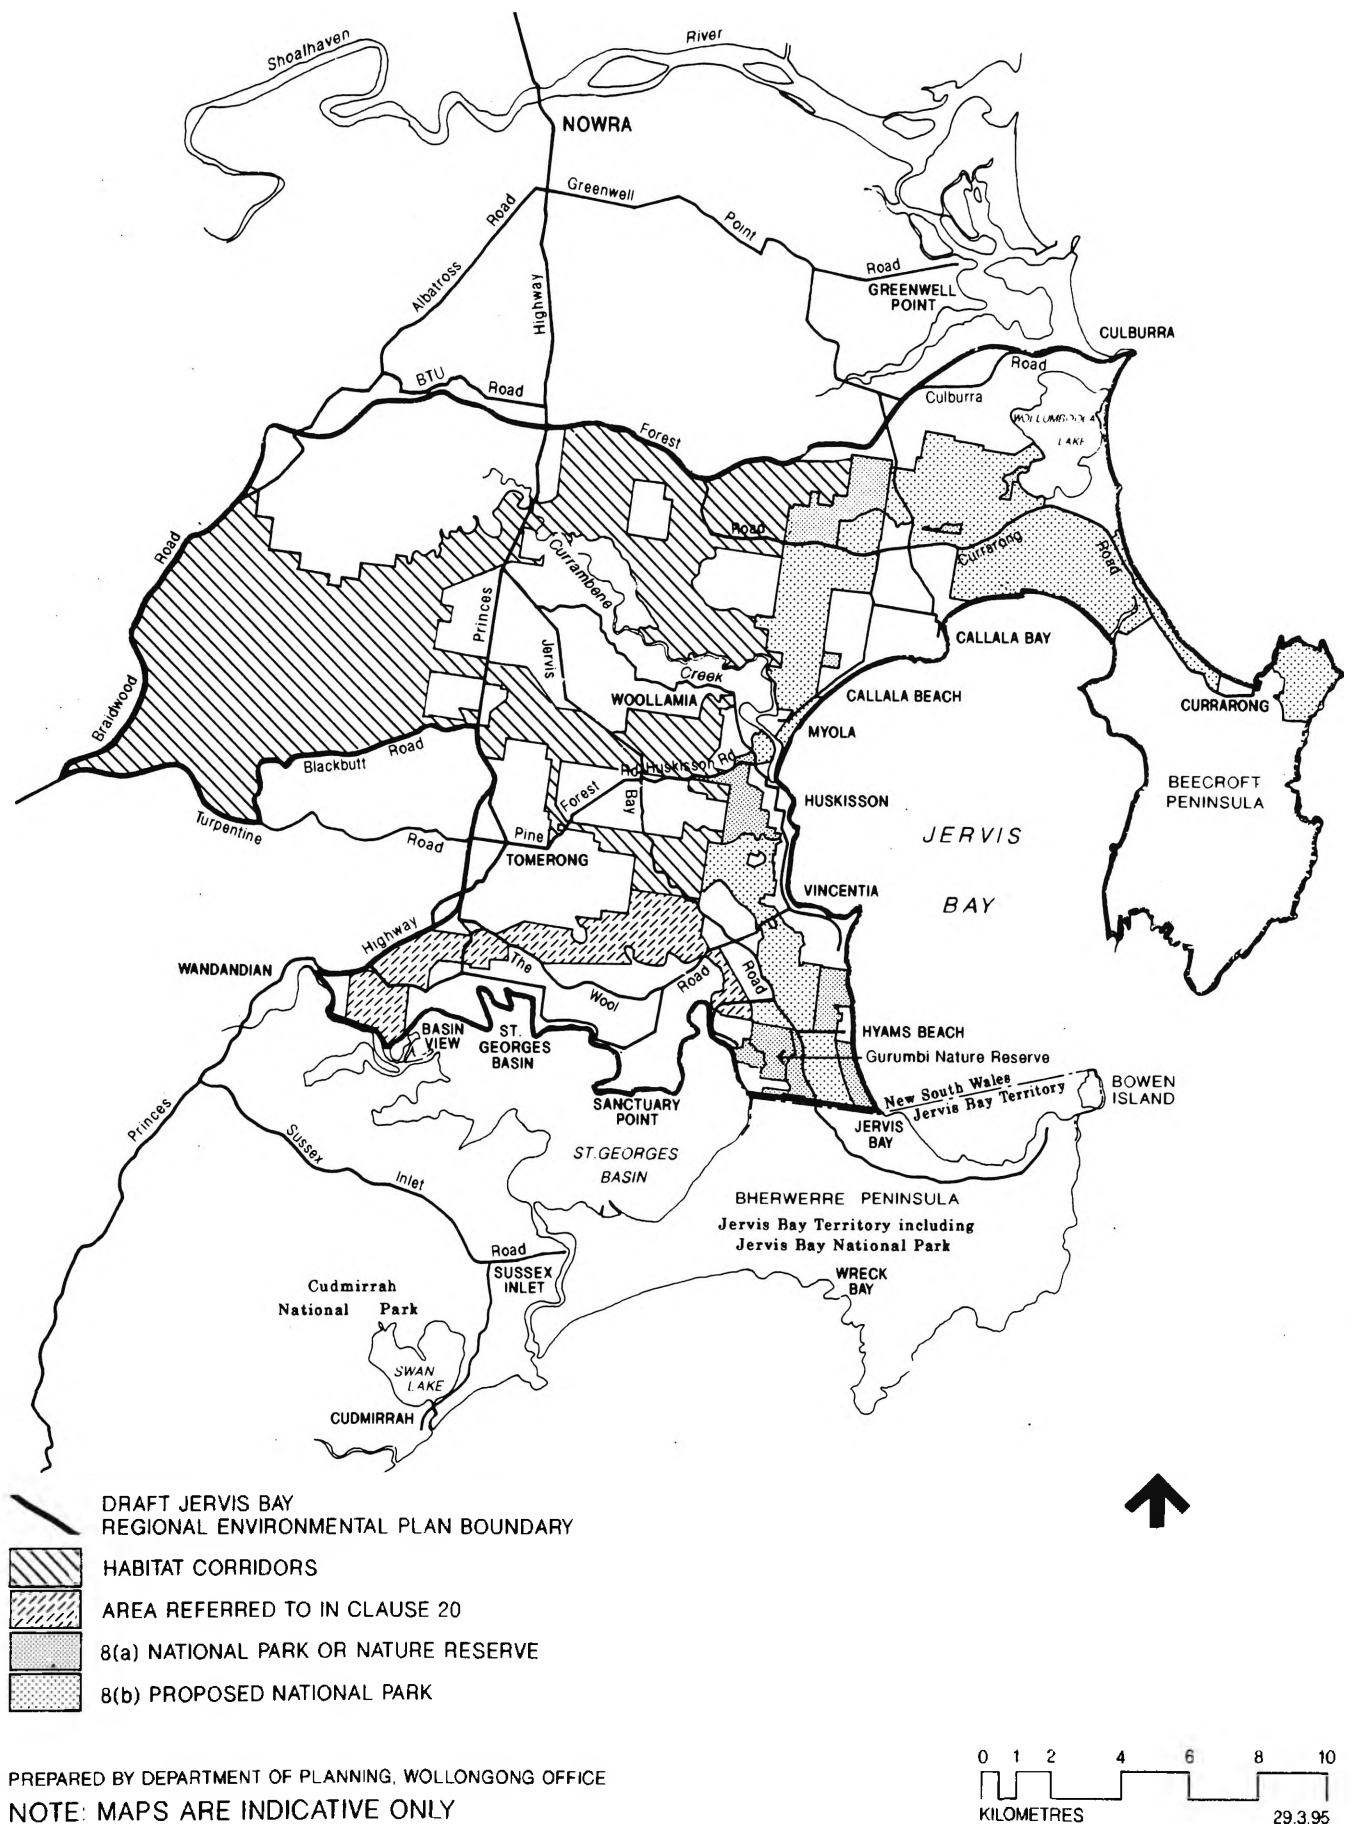 Shoalhaven
River
NOWRA
Greenwell
Point
Road
Albatross
Road
Highway
Road
GREENWELL
POINT
CULBURRA
BTU
Road
Road
Culburra
WOLLUMBOOLA
LAKE
Forest
Road
Currarong
Road
Road
Currambene
Princes
Jervis
Creek
CALLALA BAY
WOOLLAMIA
CALLALA BEACH
CURRARONG
MYOLA
Braidwood
Blackbutt
Road
Rd
Huskisson Rd
BEECROFT
PENINSULA
Forest
Bay
HUSKISSON
Turpentine
Road
Pine
TOMERONG
JERVIS
BAY
VINCENTIA
Highway
WANDANDIAN
The
Wool
Road
Road
BASIN
VIEW
ST.
GEORGES
BASIN
HYAMS BEACH
Gurumbi Nature Reserve
New South Wales
Jervis Bay Territory
BOWEN
ISLAND
SANCTUARY
POINT
JERVIS
BAY
Princes
Sussex
Inlet
Road
ST.GEORGES
BASIN
BHERWERRE PENINSULA
Jervis Bay Territory including
Jervis Bay National Park
SUSSEX
INLET
WRECK
BAY
Cudmirrah
National Park
SWAN
LAKE
CUDMIRRAH
DRAFT JERVIS BAY
REGIONAL ENVIRONMENTAL PLAN BOUNDARY
HABITAT CORRIDORS
AREA REFERRED TO IN CLAUSE 20
8(a) NATIONAL PARK OR NATURE RESERVE
8(b) PROPOSED NATIONAL PARK
PREPARED BY DEPARTMENT OF PLANNING, WOLLONGONG OFFICE
NOTE: MAPS ARE INDICATIVE ONLY
0 1 2 4 6 8 10
KILOMETRES
29.3.95